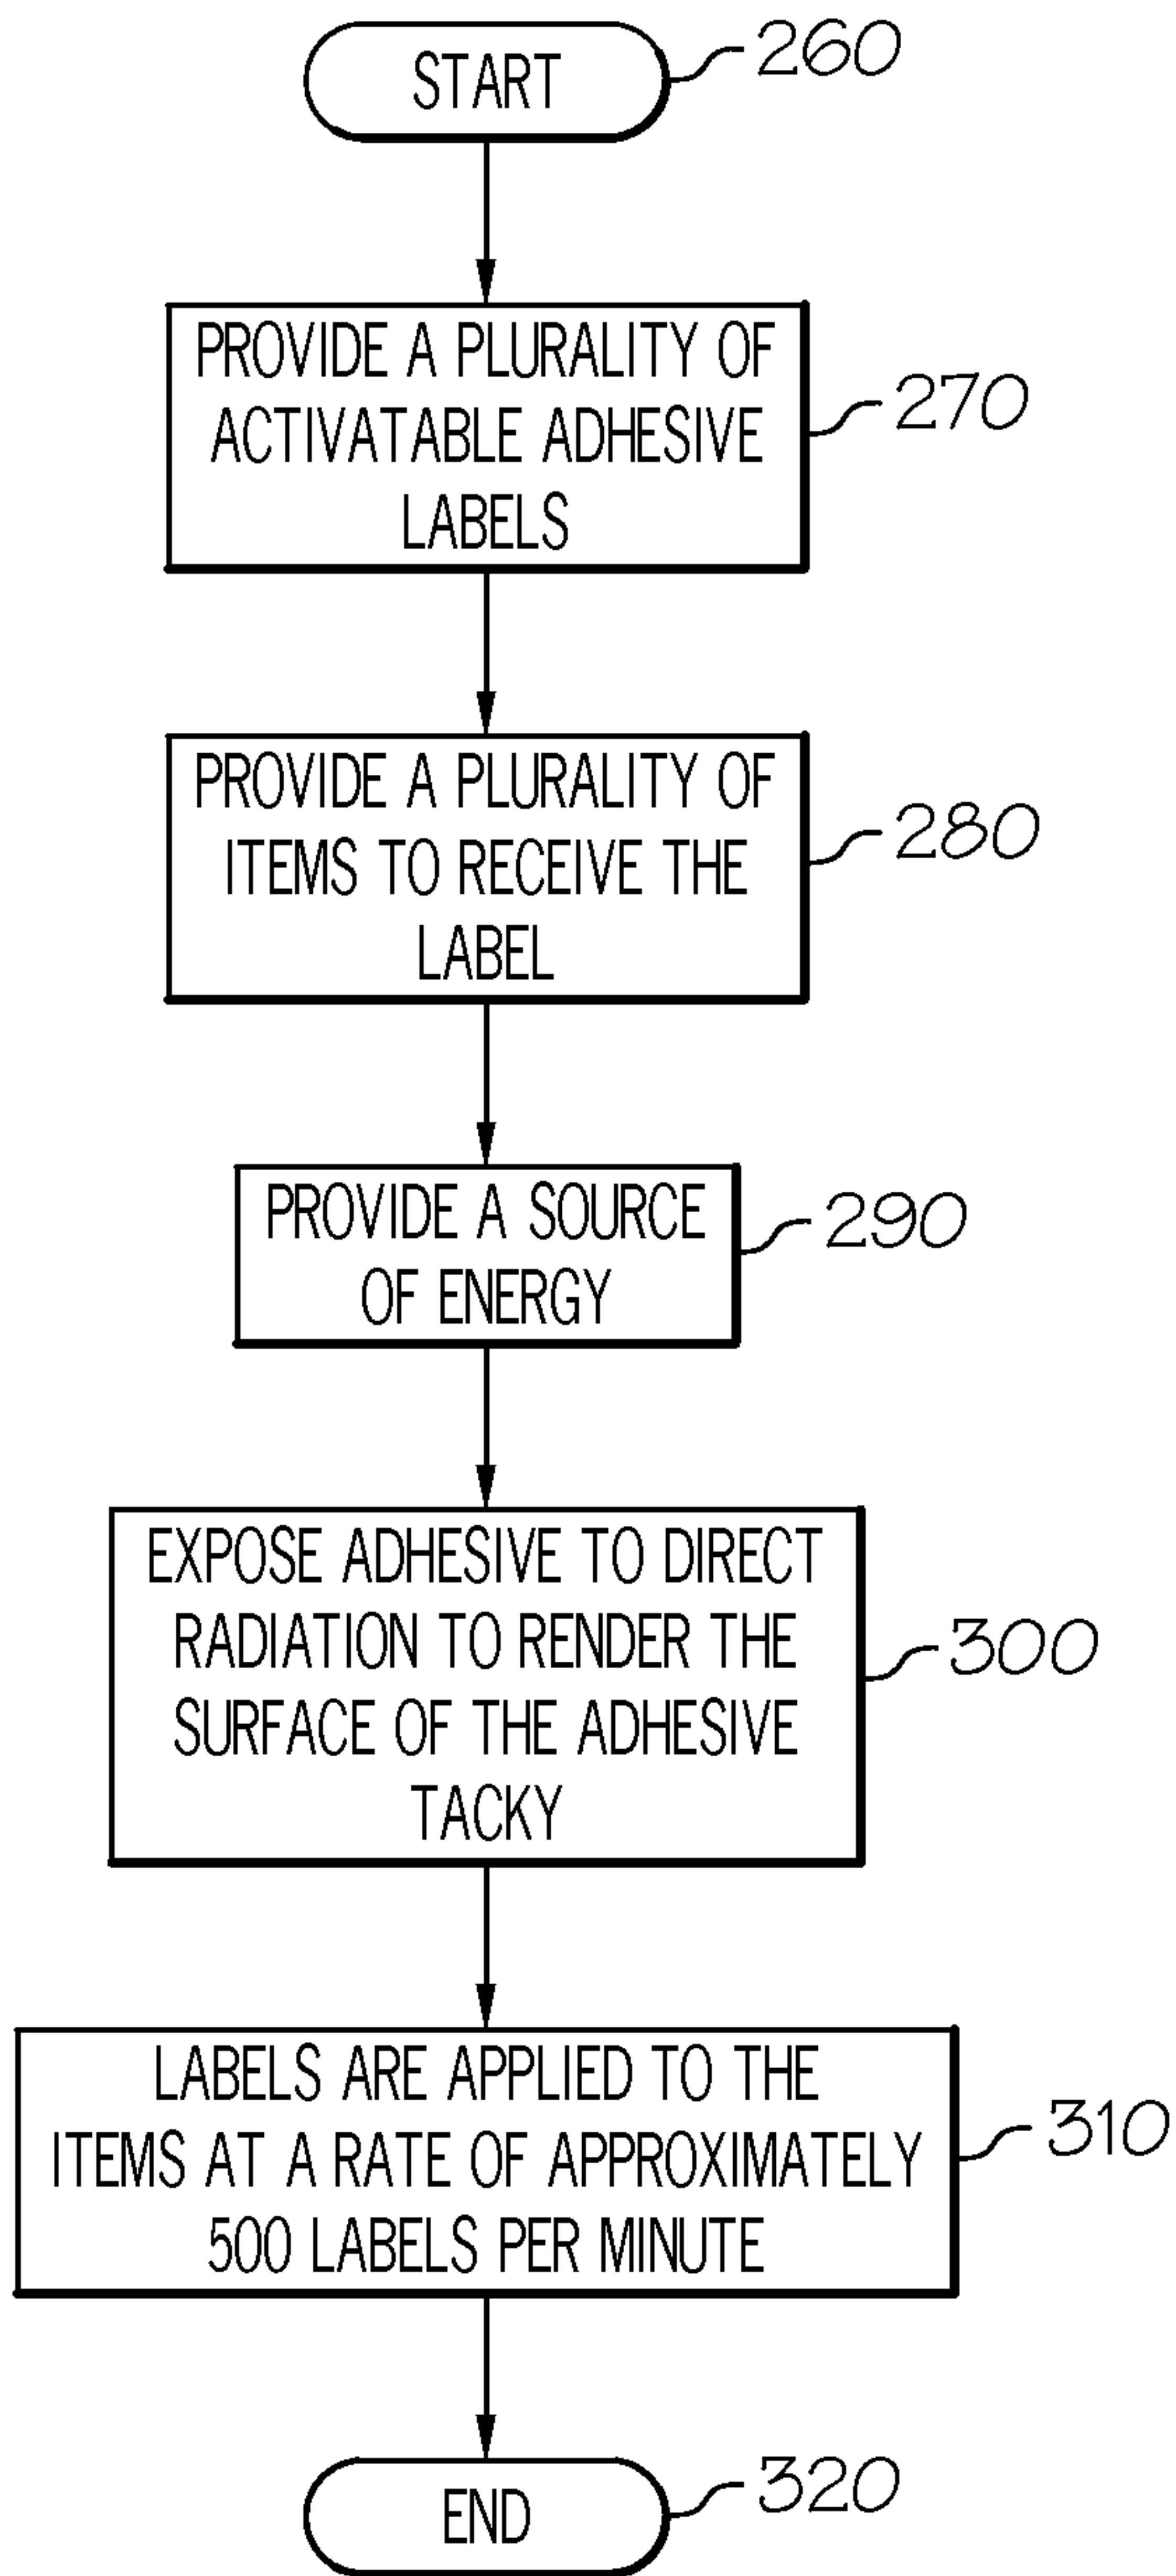 START
260
PROVIDE A PLURALITY OF
ACTIVATABLE ADHESIVE
LABELS
270
PROVIDE A PLURALITY OF
ITEMS TO RECEIVE THE
LABEL
280
PROVIDE A SOURCE
OF ENERGY
290
EXPOSE ADHESIVE TO DIRECT
RADIATION TO RENDER THE
SURFACE OF THE ADHESIVE
TACKY
300
LABELS ARE APPLIED TO THE
ITEMS AT A RATE OF APPROXIMATELY
500 LABELS PER MINUTE
310
END
320